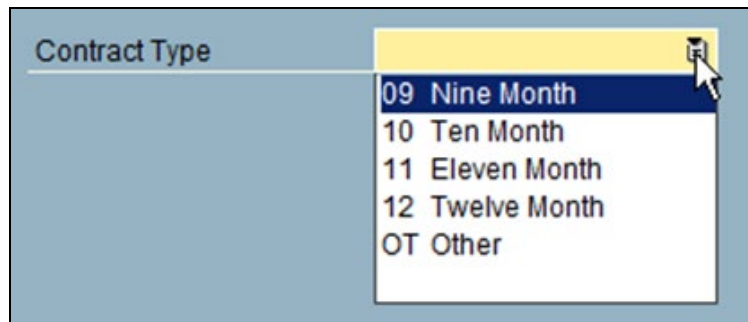 Contract Type
09 Nine Month
10 Ten Month
11 Eleven Month
12 Twelve Month
OT Other